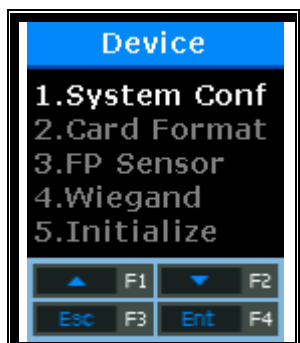 Device
1.System Conf
2.Card Format
3.FP Sensor
4.Wiegand
5.Initialize
▲ F1 ▼ F2
Esc F3 Ent F4